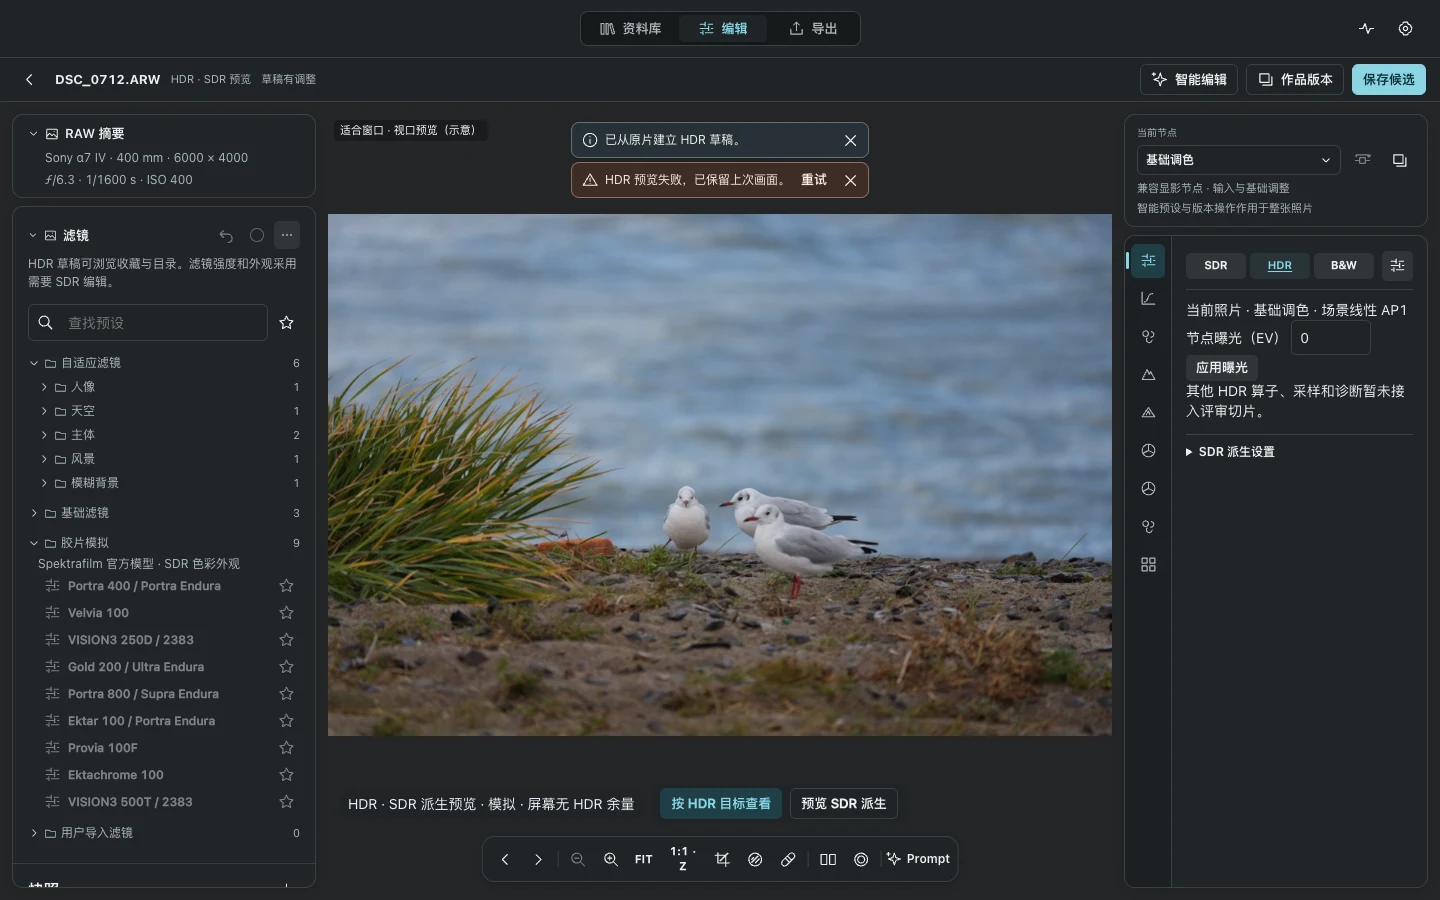 资料库
编辑
导出
DSC_0712.ARW HDR · SDR 预览 草稿有调整
智能编辑
作品版本
保存候选
RAW 摘要
Sony α7 IV · 400 mm · 6000 × 4000
ƒ/6.3 · 1/1600 s · ISO 400
滤镜
HDR 草稿可浏览收藏与目录。滤镜强度和外观采用
需要 SDR 编辑。
查找预设
自适应滤镜 6
人像 1
天空 1
主体 2
风景 1
模糊背景 1
基础滤镜 3
胶片模拟 9
Spektrafilm 官方模型 · SDR 色彩外观
Portra 400 / Portra Endura
Velvia 100
VISION3 250D / 2383
Gold 200 / Ultra Endura
Portra 800 / Supra Endura
Ektar 100 / Portra Endura
Provia 100F
Ektachrome 100
VISION3 500T / 2383
用户导入滤镜 0
适合窗口 · 视口预览（示意）
已从原片建立 HDR 草稿。
HDR 预览失败，已保留上次画面。 重试
HDR · SDR 派生预览 · 模拟 · 屏幕无 HDR 余量
按 HDR 目标查看
预览 SDR 派生
FIT
1:1 ·
Z
Prompt
当前节点
基础调色
兼容显影节点 · 输入与基础调整
智能预设与版本操作作用于整张照片
SDR
HDR
B&W
当前照片 · 基础调色 · 场景线性 AP1
节点曝光（EV） 0
应用曝光
其他 HDR 算子、采样和诊断暂未接
入评审切片。
SDR 派生设置